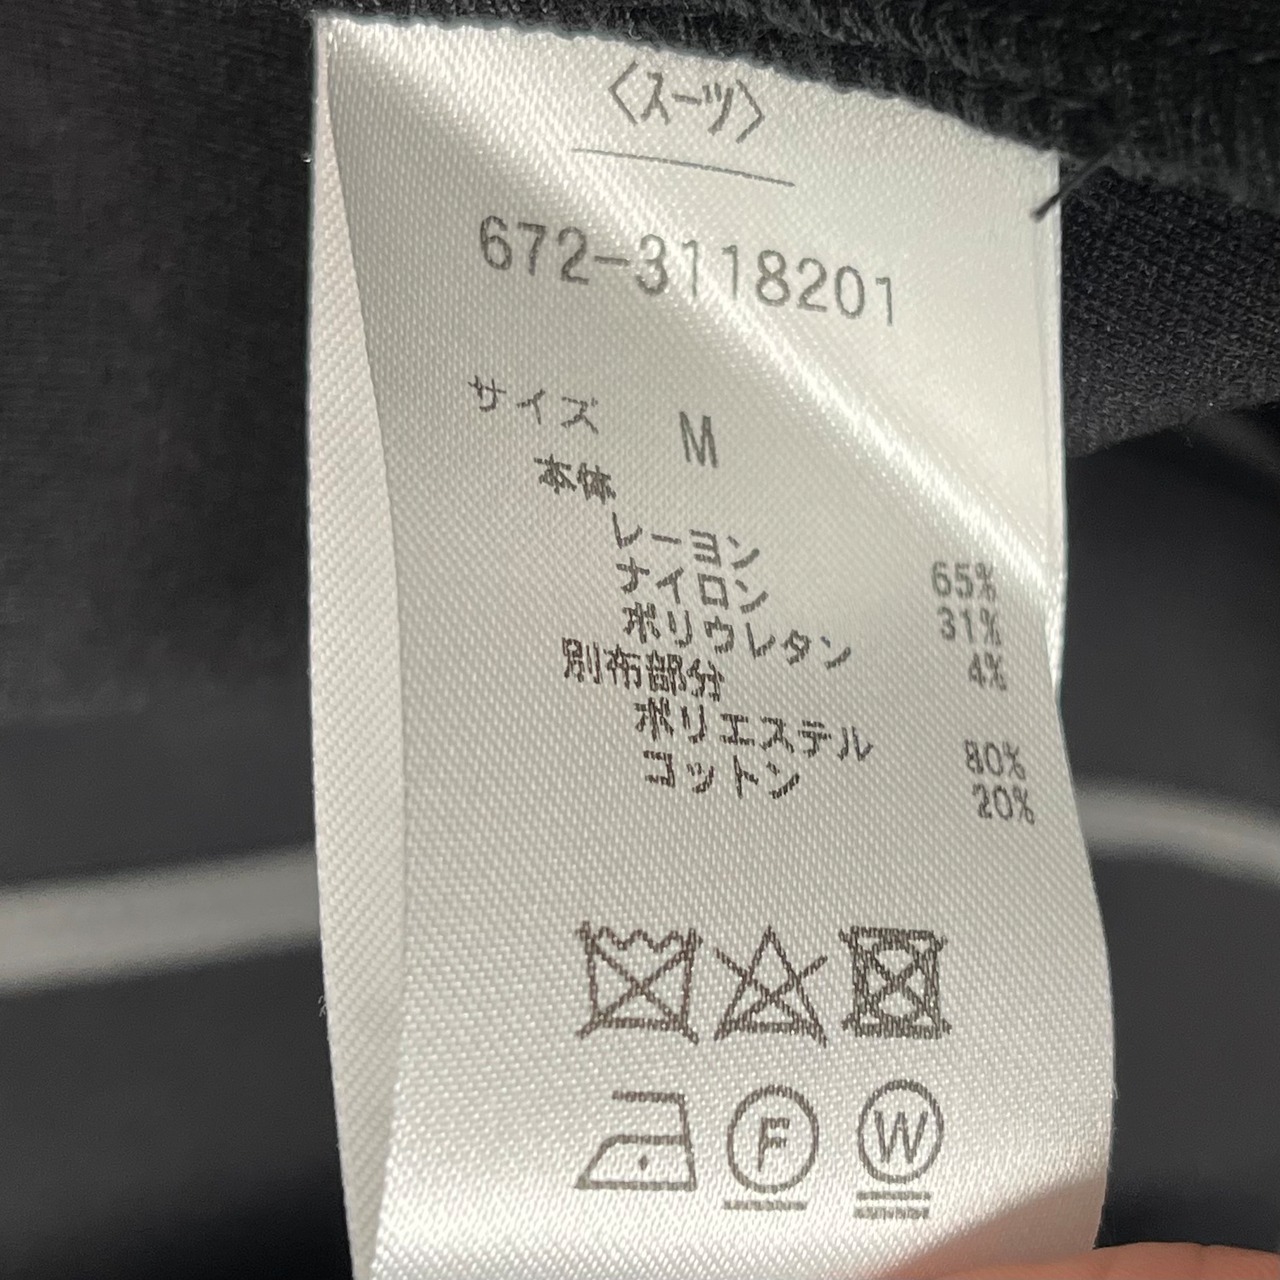 〈スーツ〉
672-3118201
サイズ M
本体
レーヨン 65%
ナイロン 31%
ポリウレタン 4%
別布部分
ポリエステル 80%
コットン 20%
F W